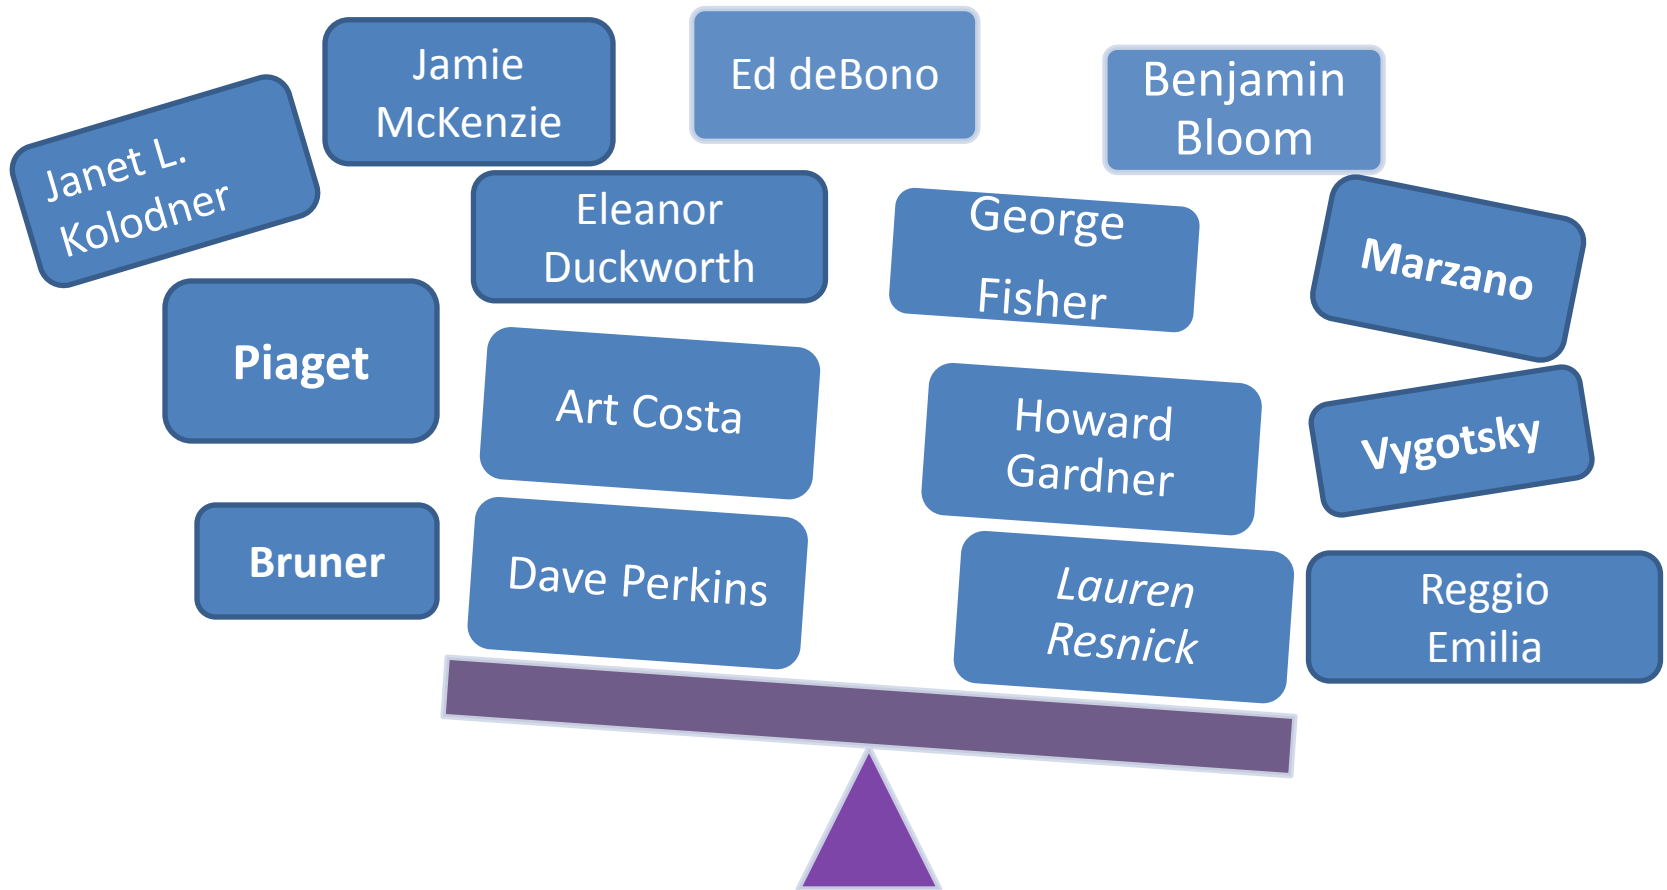 Jamie
McKenzie
Ed deBono
Benjamin
Bloom
Janet L.
Kolodner
Eleanor
Duckworth
George
Fisher
Marzano
Piaget
Art Costa
Howard
Gardner
Vygotsky
Bruner
Dave Perkins
Lauren
Resnick
Reggio
Emilia